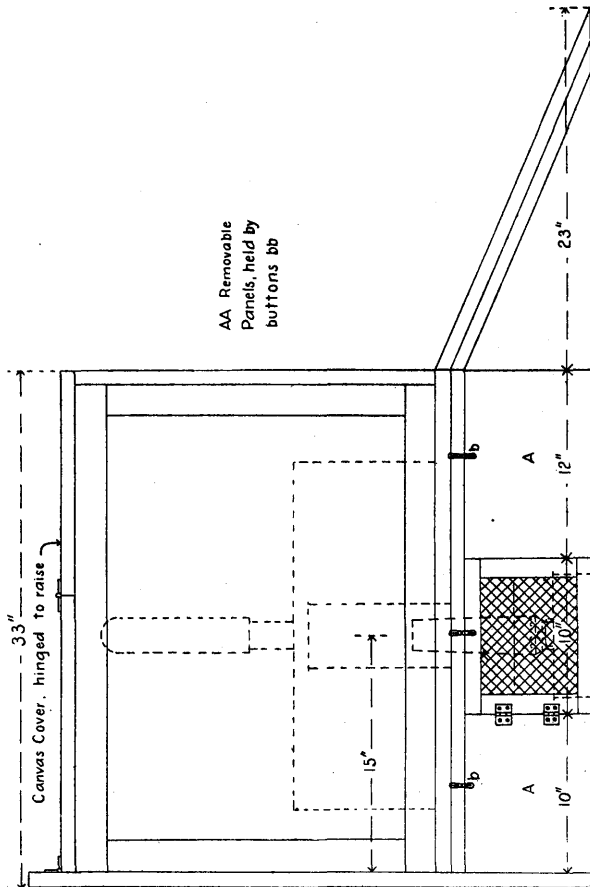 33"
Canvas Cover, hinged to raise
AA Removable
Panels, held by
buttons bb
23"
15"
b
b
A
A
12"
10"
10"